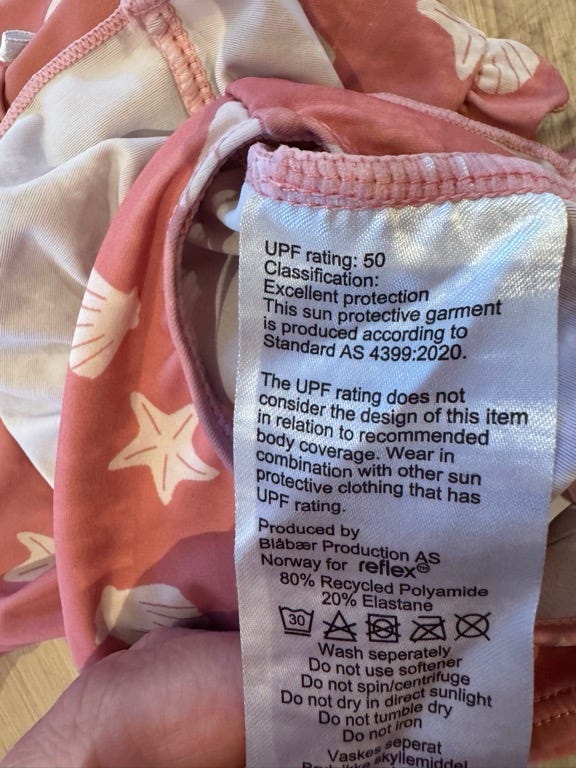 UPF rating: 50
Classification:
Excellent protection
This sun protective garment
is produced according to
Standard AS 4399:2020.
The UPF rating does not
consider the design of this item
in relation to recommended
body coverage. Wear in
combination with other sun
protective clothing that has
UPF rating.
Produced by
Blåbær Production AS
Norway for reflex
80% Recycled Polyamide
20% Elastane
30
Wash seperately
Do not use softener
Do not spin/centrifuge
Do not dry in direct sunlight
Do not tumble dry
Do not iron
Vaskes seperat
skyllemiddel